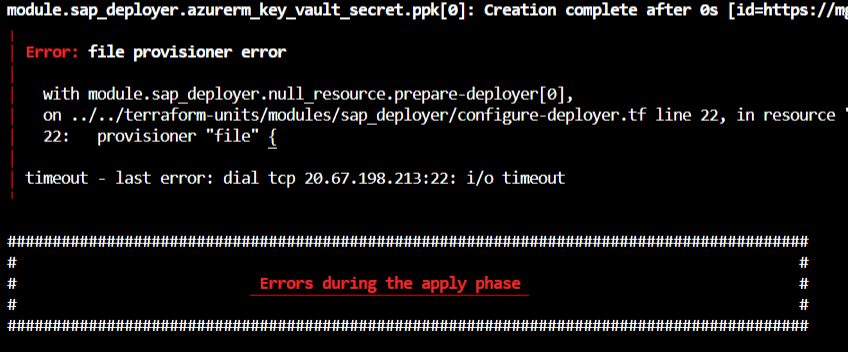 module.sap_deployer.azurerm_key_vault_secret.ppk[0]: Creation complete after 0s [id=https://m
Error: file provisioner error
with module.sap_deployer.null_resource.prepare-deployer[0],
on ../../terraform-units/modules/sap_deployer/configure-deployer.tf line 22, in resource "
22:   provisioner "file" {
timeout - last error: dial tcp 20.67.198.213:22: i/o timeout
#########################################################################################
#                                                                                       #
#                           Errors during the apply phase                               #
#                                                                                       #
#########################################################################################